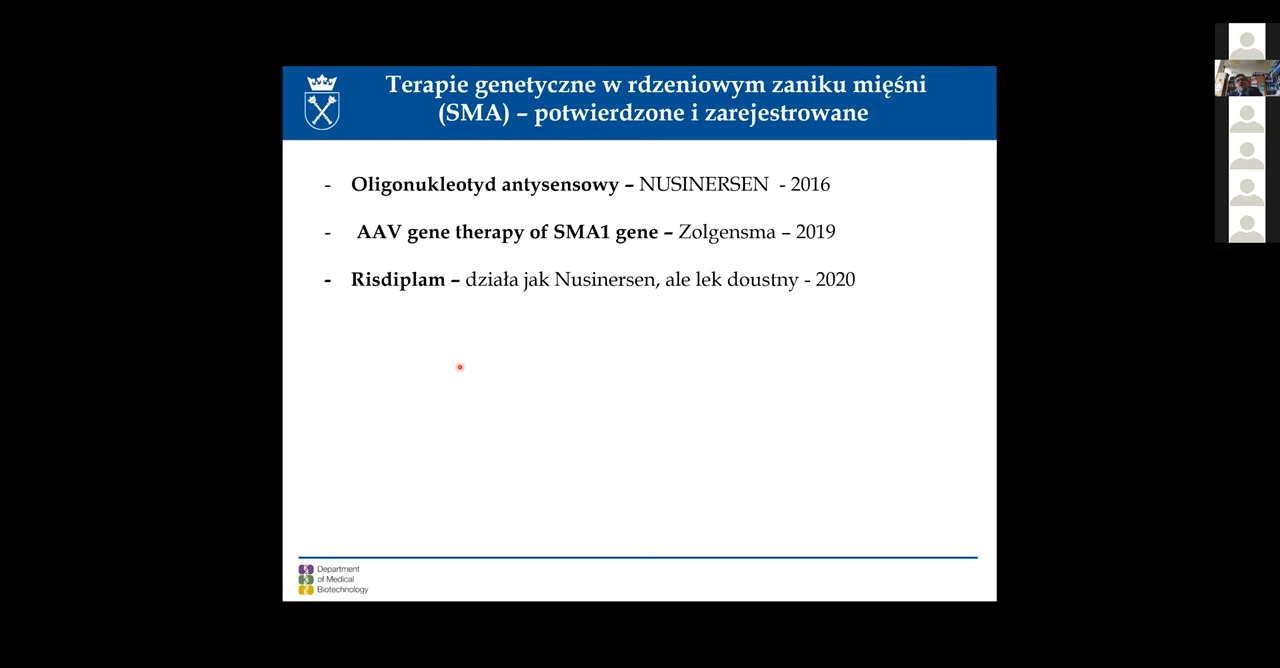 Terapie genetyczne w rdzeniowym zaniku mięśni
(SMA) – potwierdzone i zarejestrowane
- Oligonukleotyd antysensowy – NUSINERSEN - 2016
- AAV gene therapy of SMA1 gene – Zolgensma – 2019
- Risdiplam – działa jak Nusinersen, ale lek doustny - 2020
Department
of Medical
Biotechnology